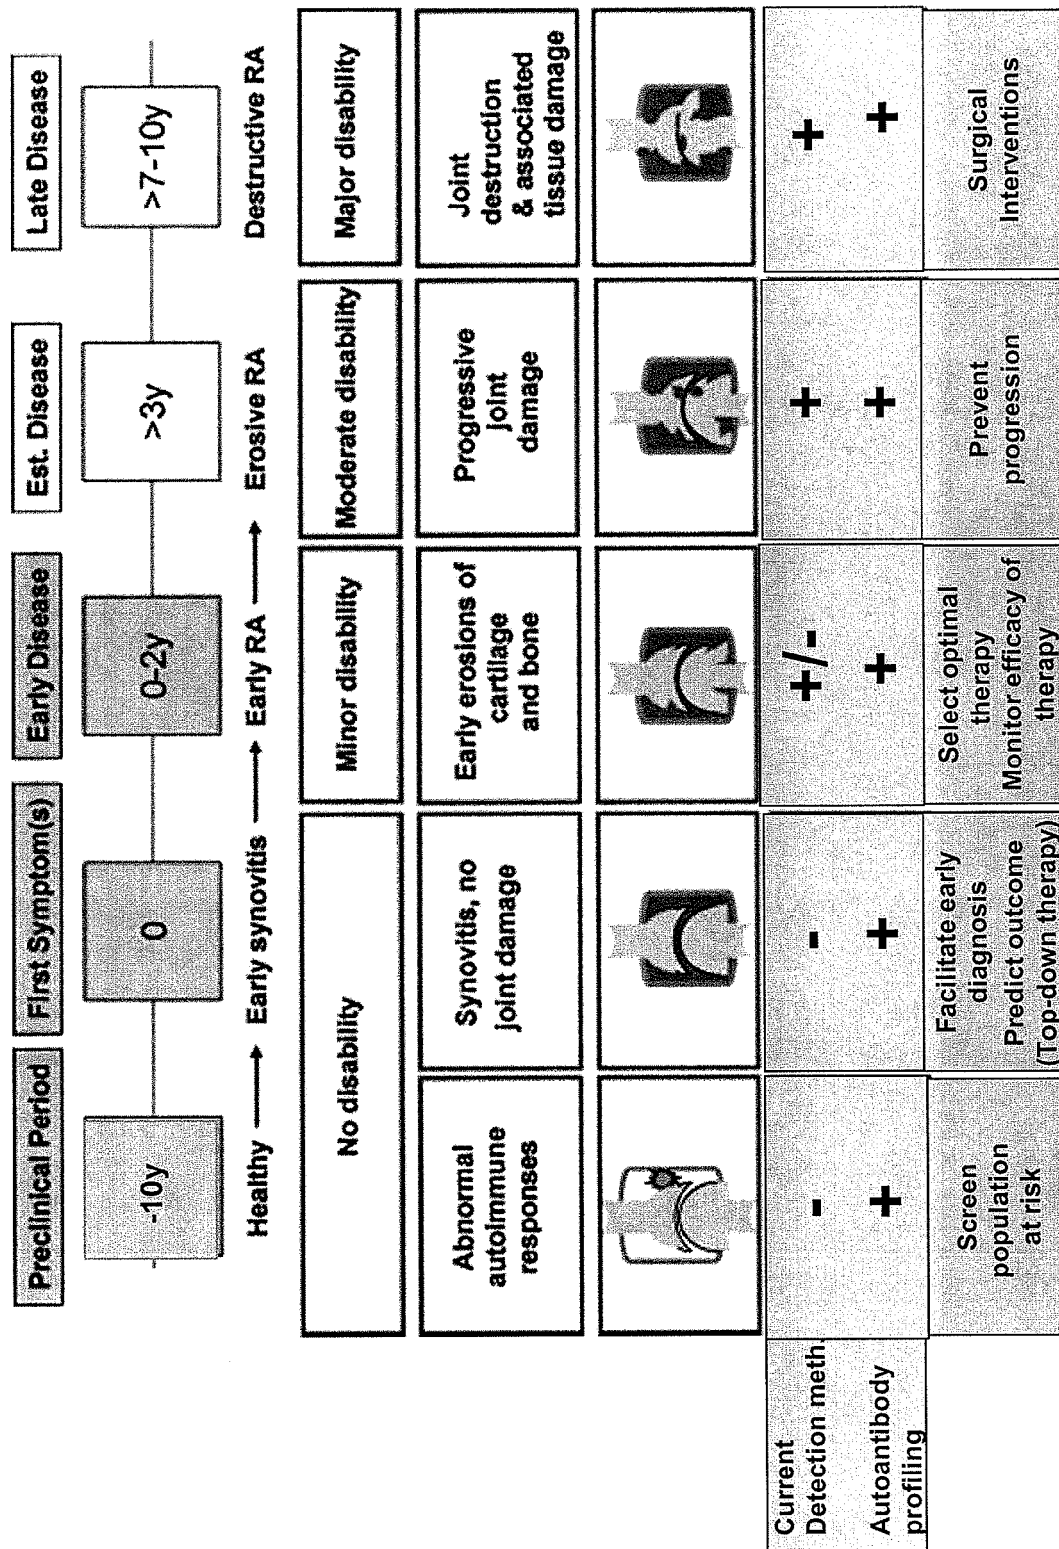 Preclinical Period
First Symptom(s)
Early Disease
Est. Disease
Late Disease
-10y
0
0-2y
>3y
>7-10y
Healthy
Early synovitis
Early RA
Erosive RA
Destructive RA
No disability
Minor disability
Moderate disability
Major disability
Abnormal
autoimmune
responses
Synovitis, no
joint damage
Early erosions of
cartilage
and bone
Progressive
joint
damage
Joint
destruction
& associated
tissue damage
Current
Detection meth.
-
-
+/-
+
+
Autoantibody
profiling
+
+
+
+
+
Screen
population
at risk
Facilitate early
diagnosis
Predict outcome
(Top-down therapy)
Select optimal
therapy
Monitor efficacy of
therapy
Prevent
progression
Surgical
Interventions